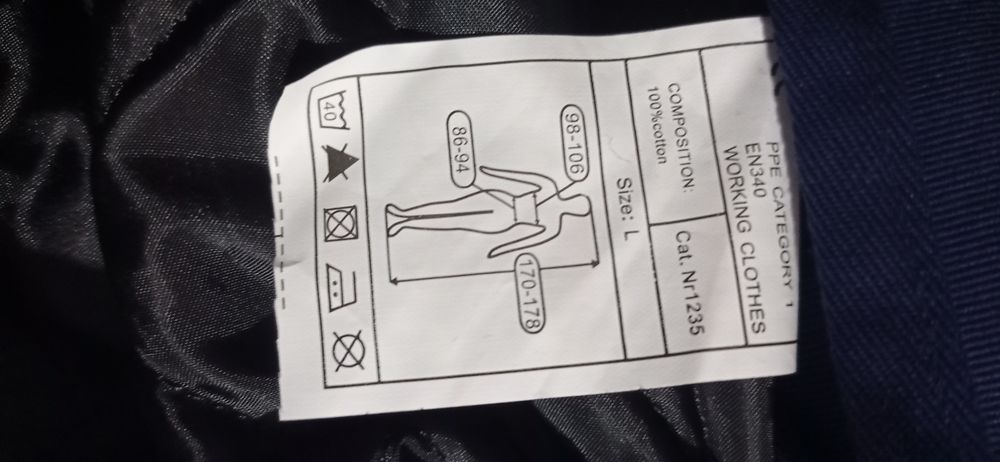 PPE CATEGORY 1
EN340
WORKING CLOTHES
COMPOSITION:
100%cotton
Cat. Nr1235
Size: L
98-106
86-94
170-178
40